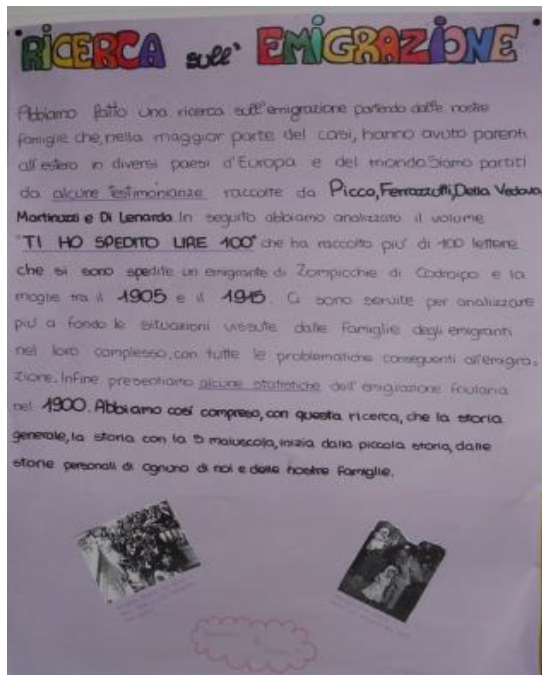 RICERCA sull' EMIGRAZIONE
Abbiamo fatto una ricerca sull'emigrazione partendo dalle nostre
famiglie che, nella maggior parte dei casi, hanno avuto parenti
all'estero in diversi paesi d'Europa e del mondo. Siamo partiti
da alcune testimonianze raccolte da Picco, Ferrazzutti, Della Vedova,
Martinuzzi e Di Lenardo. In seguito abbiamo analizzato il volume
"TI HO SPEDITO LIRE 100" che ha raccolto piu' di 100 lettere
che si sono spedite un emigrante di Zompicchie di Codroipo e la
moglie tra il 1905 e il 1915. Ci sono servite per analizzare
piu' a fondo le situazioni vissute dalle famiglie degli emigranti
nel loro complesso, con tutte le problematiche conseguenti all'emigra-
zione. Infine presentiamo alcune statistiche dell'emigrazione friulana
nel 1900. Abbiamo cosi compreso, con questa ricerca, che la storia
generale, la storia con la S maiuscola, inizia dalla piccola storia, dalle
storie personali di ognuno di noi e delle nostre famiglie.